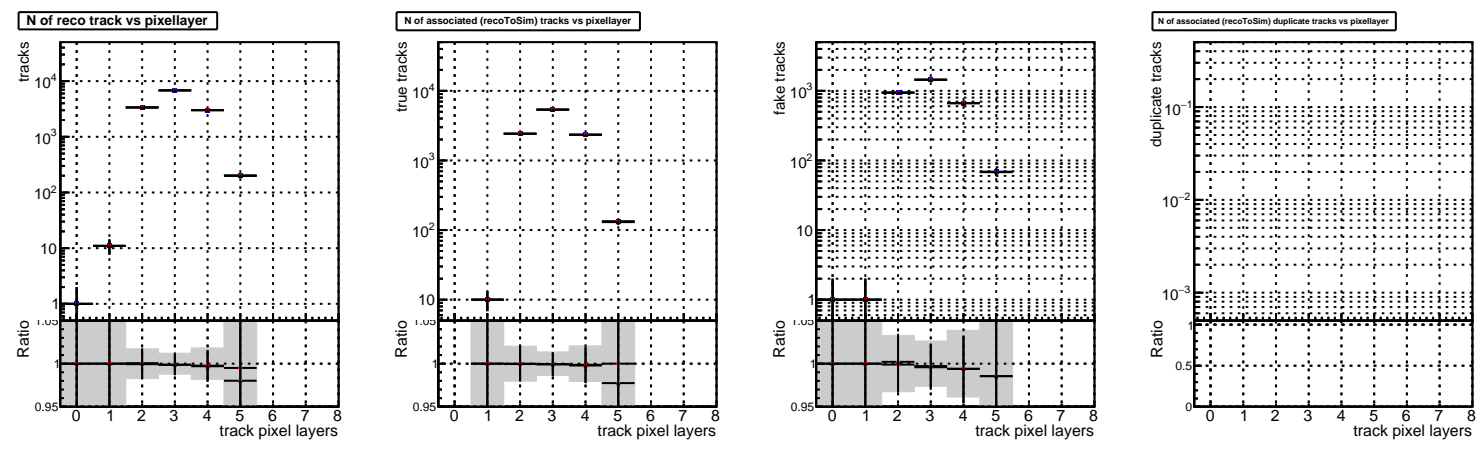 N of reco track vs pixellayer
tracks
10^4
10^3
10^2
10
1
Ratio
1.05
1
0.95
0 1 2 3 4 5 6 7 8
track pixel layers
N of associated (recoToSim) tracks vs pixellayer
true tracks
10^4
10^3
10^2
10
Ratio
1.05
1
0.95
0 1 2 3 4 5 6 7 8
track pixel layers
fake tracks
10^3
10^2
10
1
Ratio
1.05
1
0.95
0 1 2 3 4 5 6 7 8
track pixel layers
N of associated (recoToSim) duplicate tracks vs pixellayer
duplicate tracks
10^−1
10^−2
10^−3
Ratio
1
0.5
0
0 1 2 3 4 5 6 7 8
track pixel layers